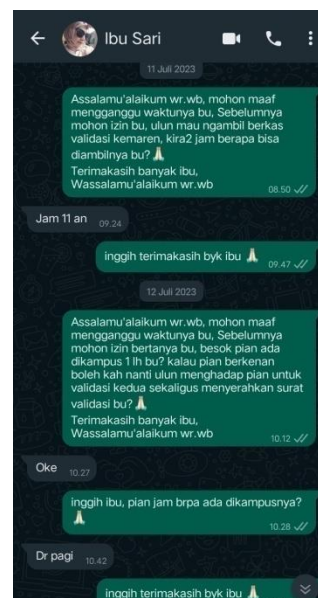 Ibu Sari
11 Juli 2023
Assalamu'alaikum wr.wb, mohon maaf
mengganggu waktunya bu, Sebelumnya
mohon izin bu, ulun mau ngambil berkas
validasi kemaren, kira2 jam berapa bisa
diambilnya bu? 🙏🏻
Terimakasih banyak ibu,
Wassalamu'alaikum wr.wb
08.50
Jam 11 an
09.24
inggih terimakasih byk ibu 🙏🏻
09.47
12 Juli 2023
Assalamu'alaikum wr.wb, mohon maaf
mengganggu waktunya bu, Sebelumnya
mohon izin bertanya bu, besok pian ada
dikampus 1 lh bu? kalau pian berkenan
boleh kah nanti ulun menghadap pian untuk
validasi kedua sekaligus menyerahkan surat
validasi bu? 🙏🏻
Terimakasih banyak ibu,
Wassalamu'alaikum wr.wb
10.12
Oke
10.27
inggih ibu, pian jam brpa ada dikampusnya?
🙏🏻
10.28
Dr pagi
10.42
inggih terimakasih byk ibu 🙏🏻